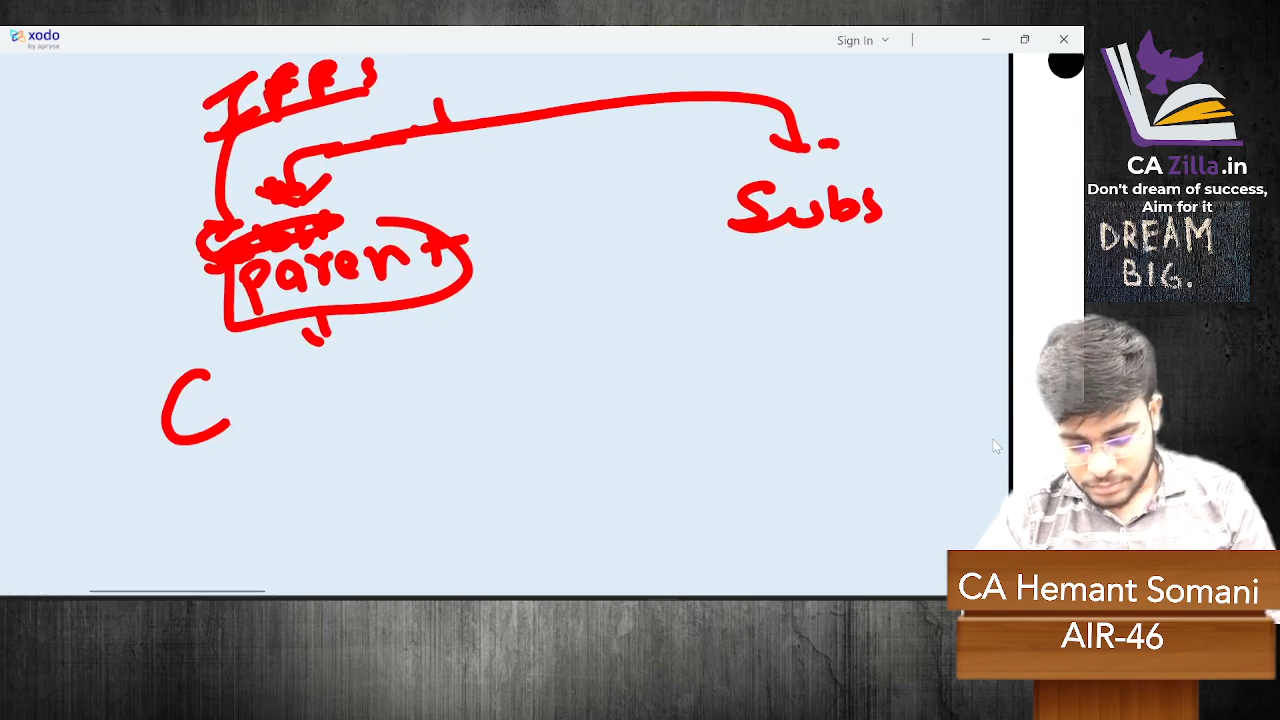 xodo
by apryse
Sign In
Parent
Subs
C
CA Zilla.in
Don't dream of success,
Aim for it
DREAM
BIG.
CA Hemant Somani
AIR-46